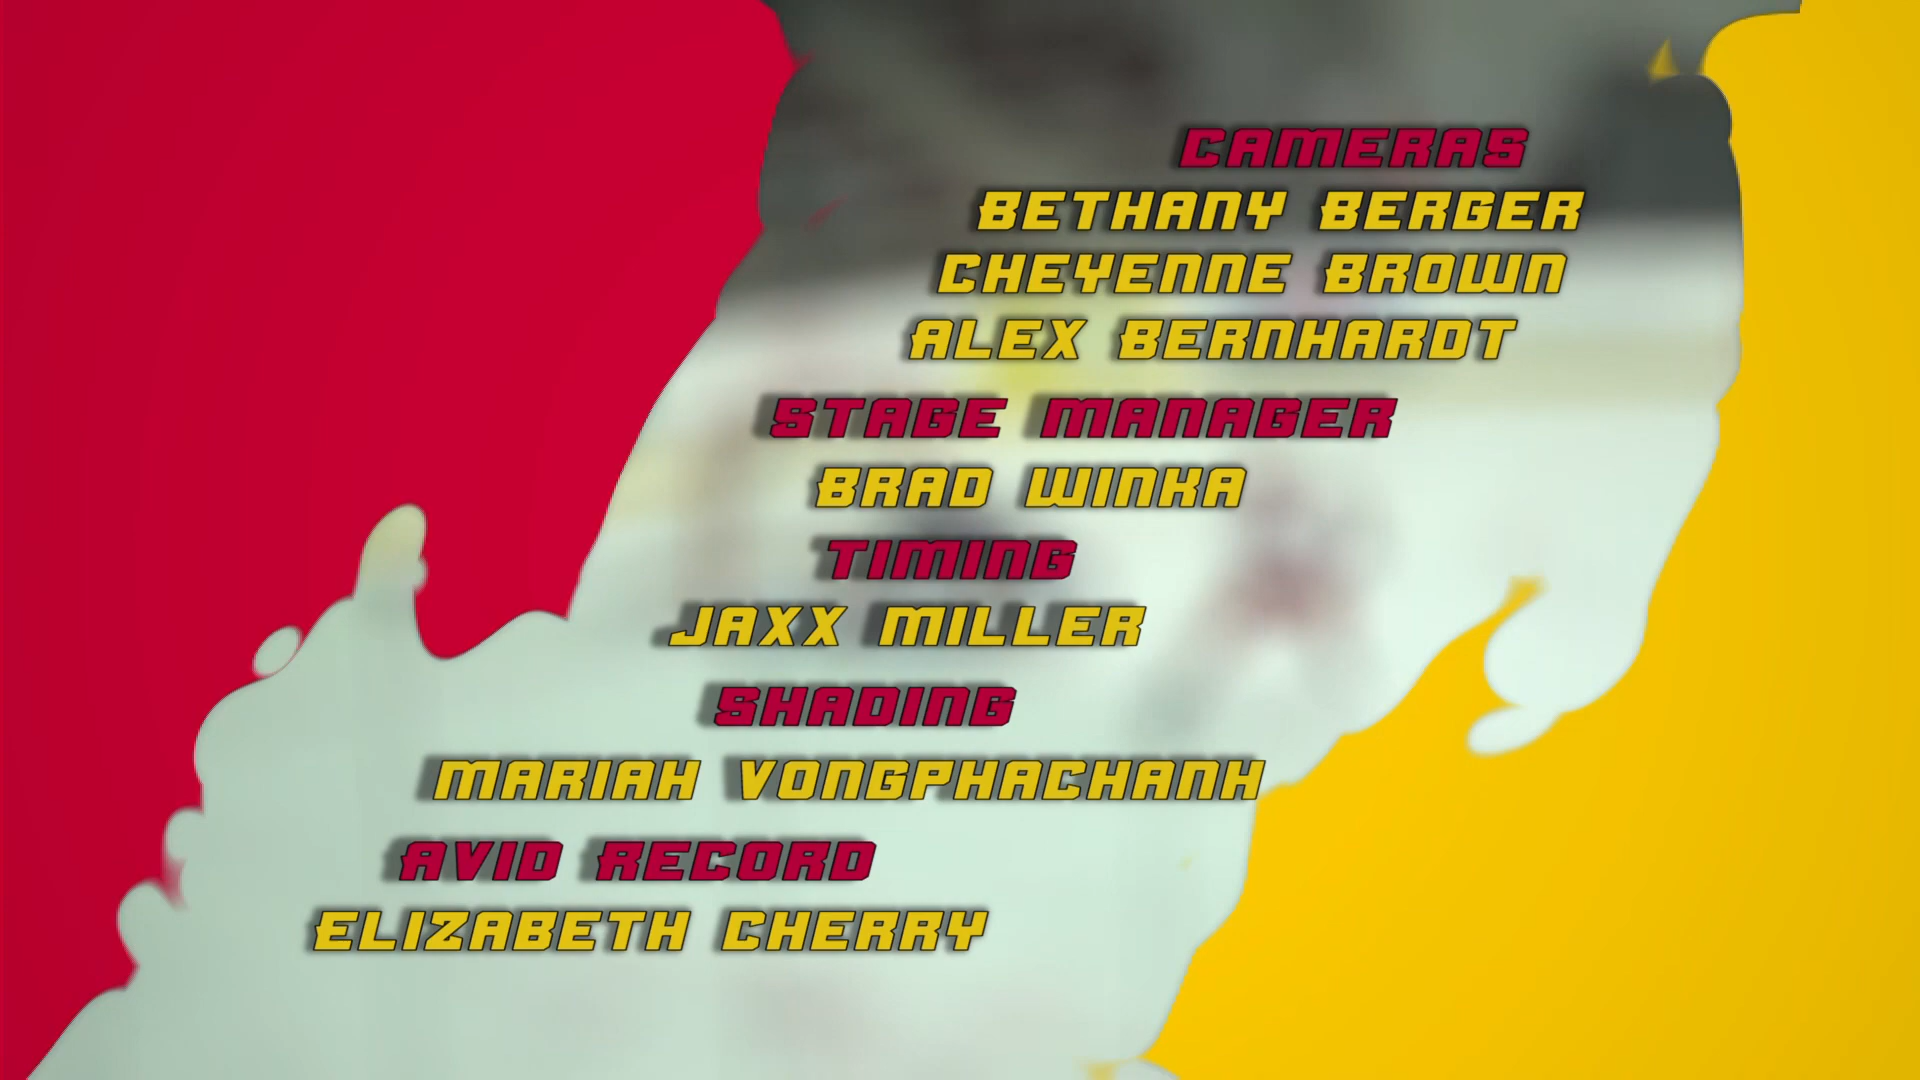 CAMERAS
BETHANY BERGER
CHEYENNE BROWN
ALEX BERNHARDT
STAGE MANAGER
BRAD WINKA
TIMING
JAXX MILLER
SHADING
MARIAH VONGPHACHANH
AVID RECORD
ELIZABETH CHERRY